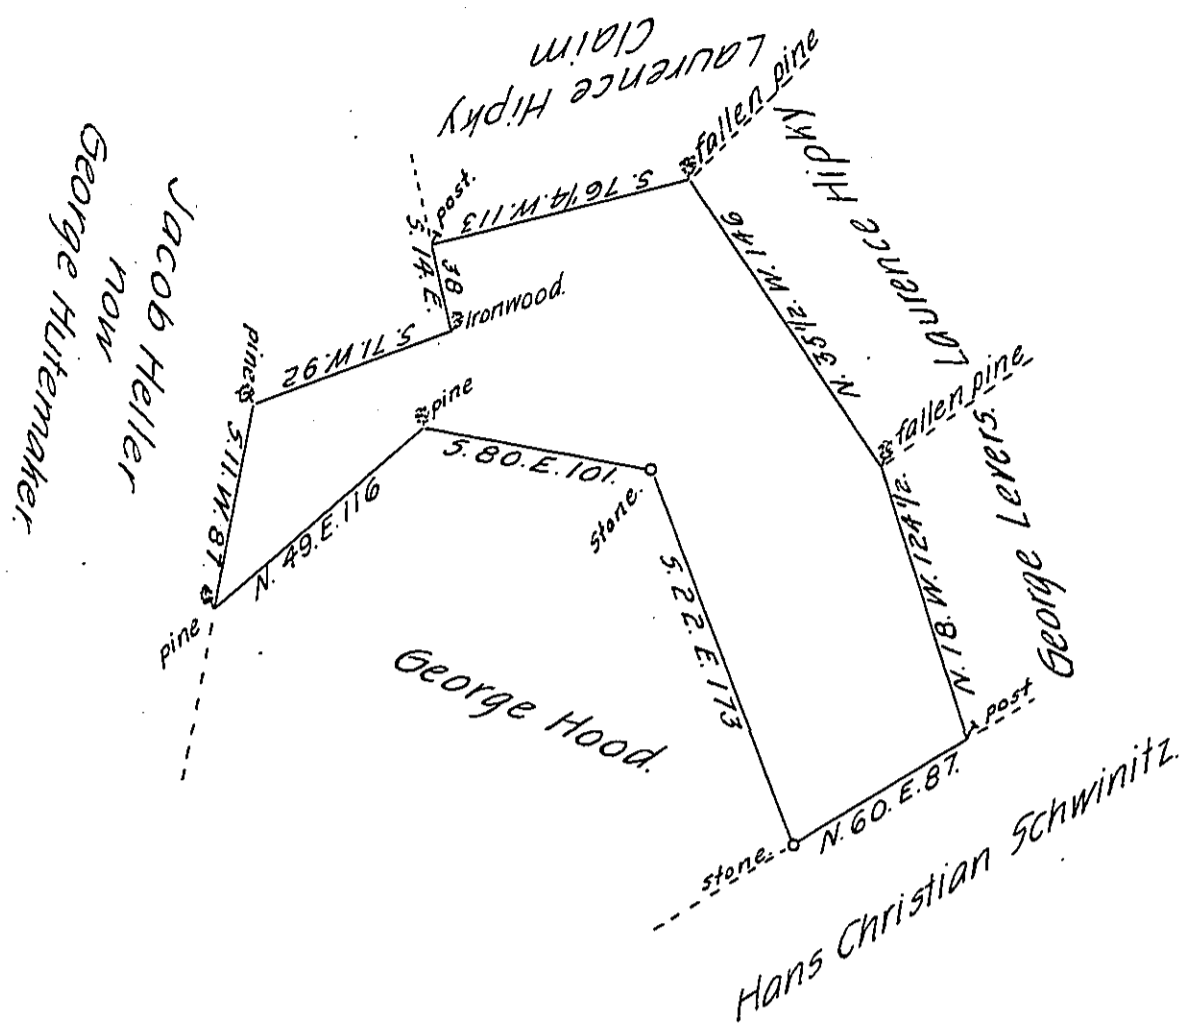 Laurence Hipky
Claim
fallen pine
Laurence Hipky
post.
S. 76 1/4. W. 113
S. 14. E.
38
Ironwood.
N. 35 1/2. W. 146
Jacob Heller
now
George Hutemaker.
pine
S. 71. W. 92
pine
fallen pine
S. 11. W. 87.
N. 49. E. 116
S. 80. E. 101.
stone.
George Levers.
N. 18. W. 124 1/2.
S. 22. E. 173
pine
George Hood.
post
N. 60. E. 87.
stone.
Hans Christian Schwinitz.